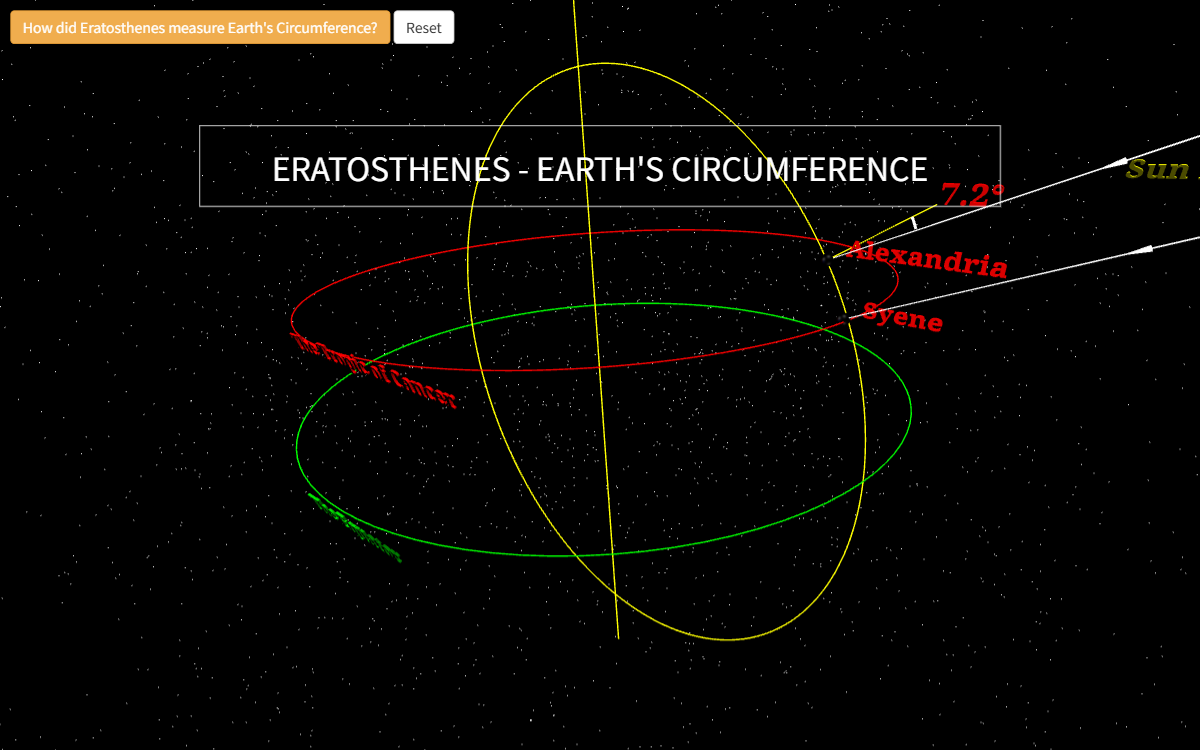 How did Eratosthenes measure Earth's Circumference?
Reset
ERATOSTHENES - EARTH'S CIRCUMFERENCE
Sun
7.2°
Alexandria
Syene